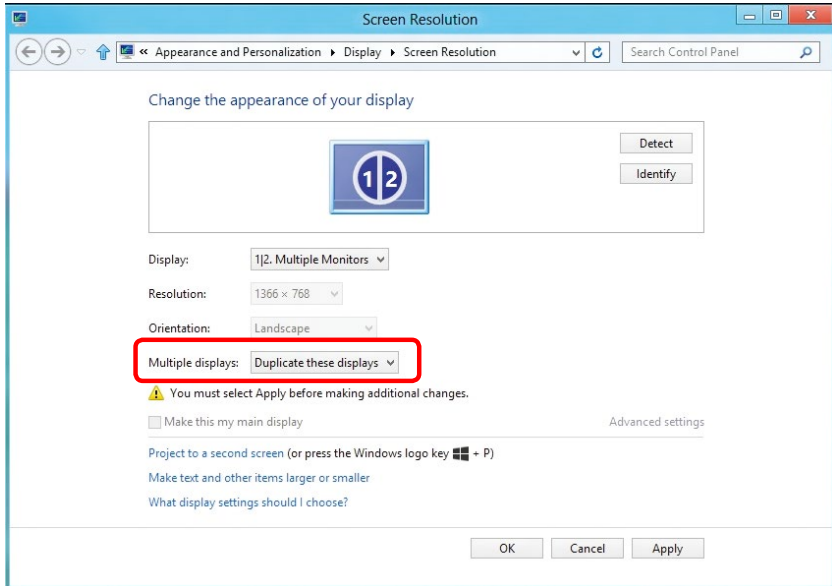 Screen Resolution
« Appearance and Personalization Display Screen Resolution
Search Control Panel
Change the appearance of your display
1|2
Detect
Identify
Display: 1|2. Multiple Monitors
Resolution: 1366 × 768
Orientation: Landscape
Multiple displays: Duplicate these displays
You must select Apply before making additional changes.
Make this my main display Advanced settings
Project to a second screen (or press the Windows logo key + P)
Make text and other items larger or smaller
What display settings should I choose?
OK Cancel Apply